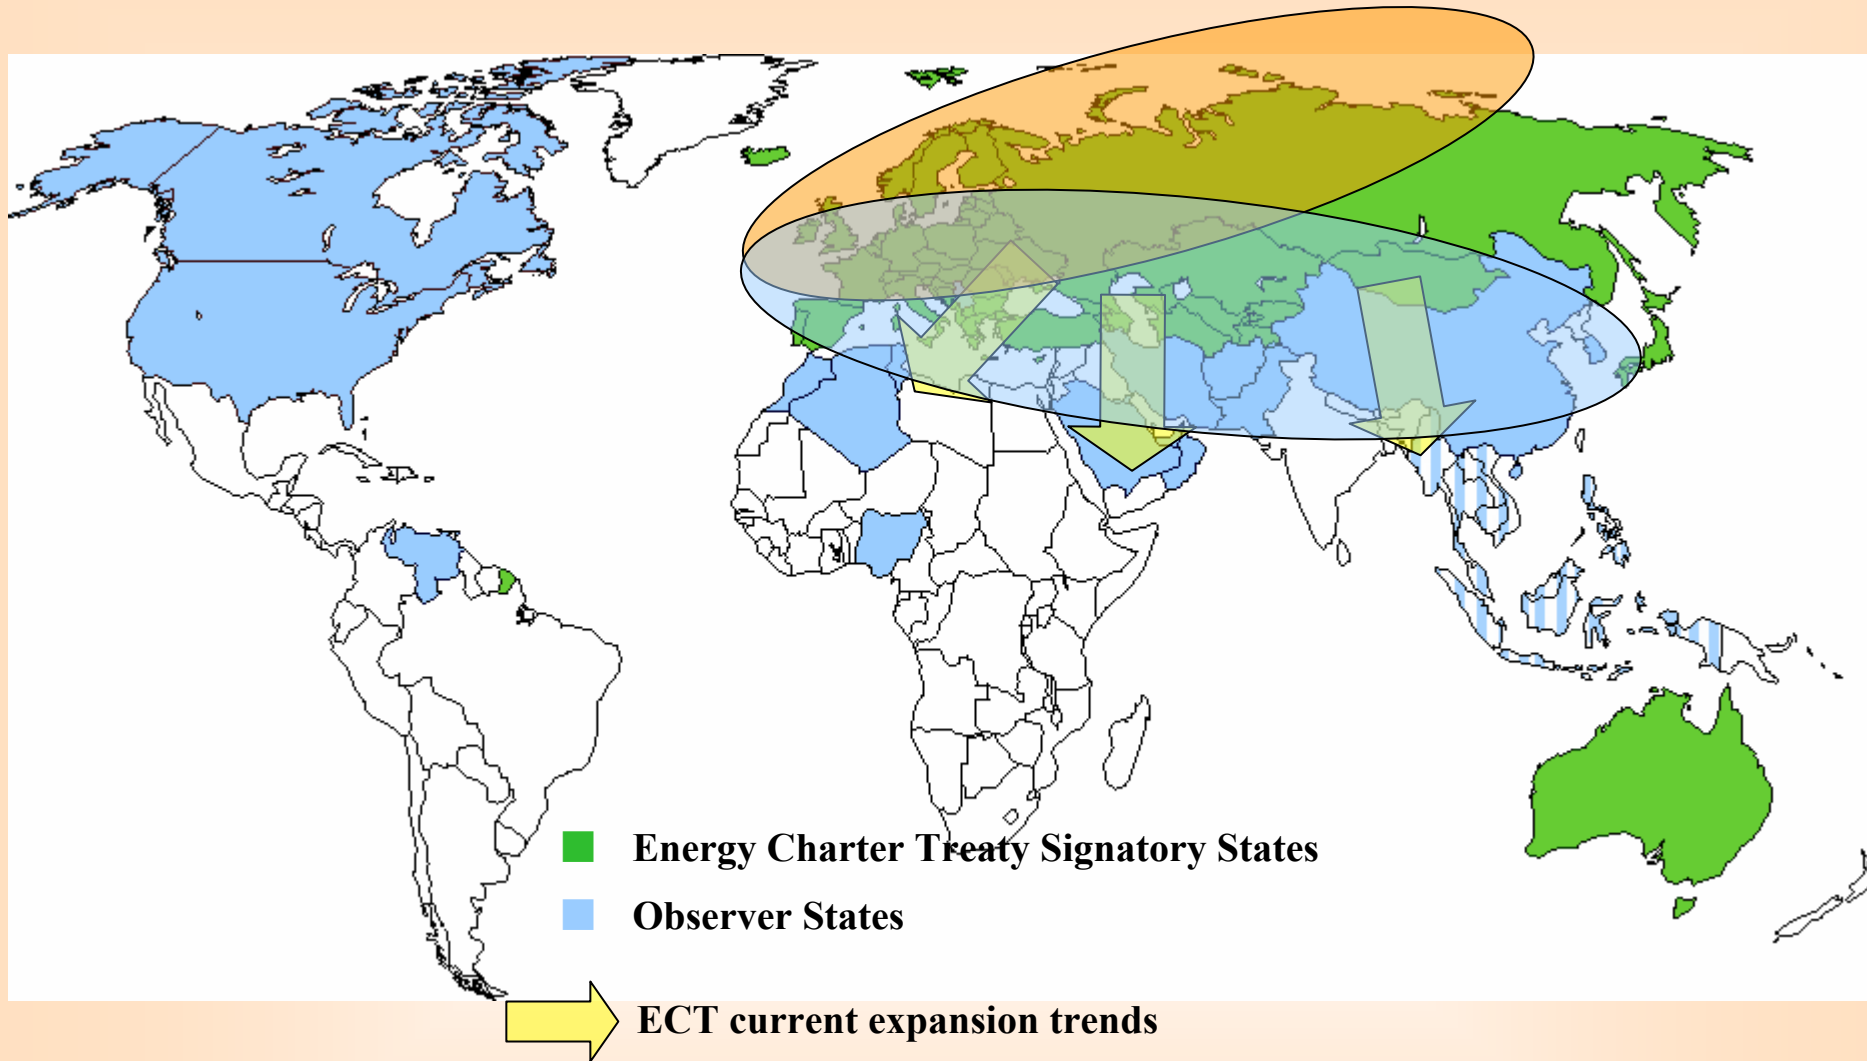 Energy Charter Treaty Signatory States
Observer States
ECT current expansion trends